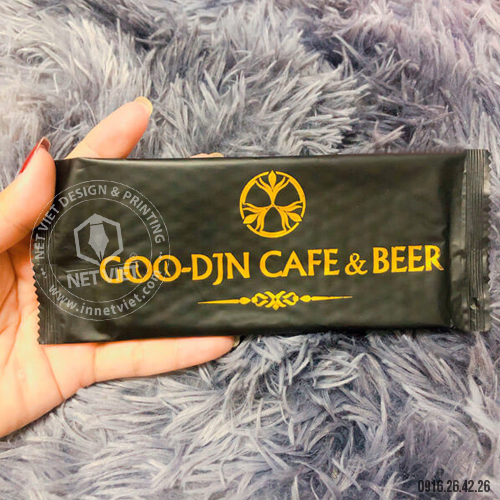 GOO-DJN CAFE & BEER
NET VIET DESIGN & PRINTING
NET VIET
www.innetviet.com
0916.26.42.26